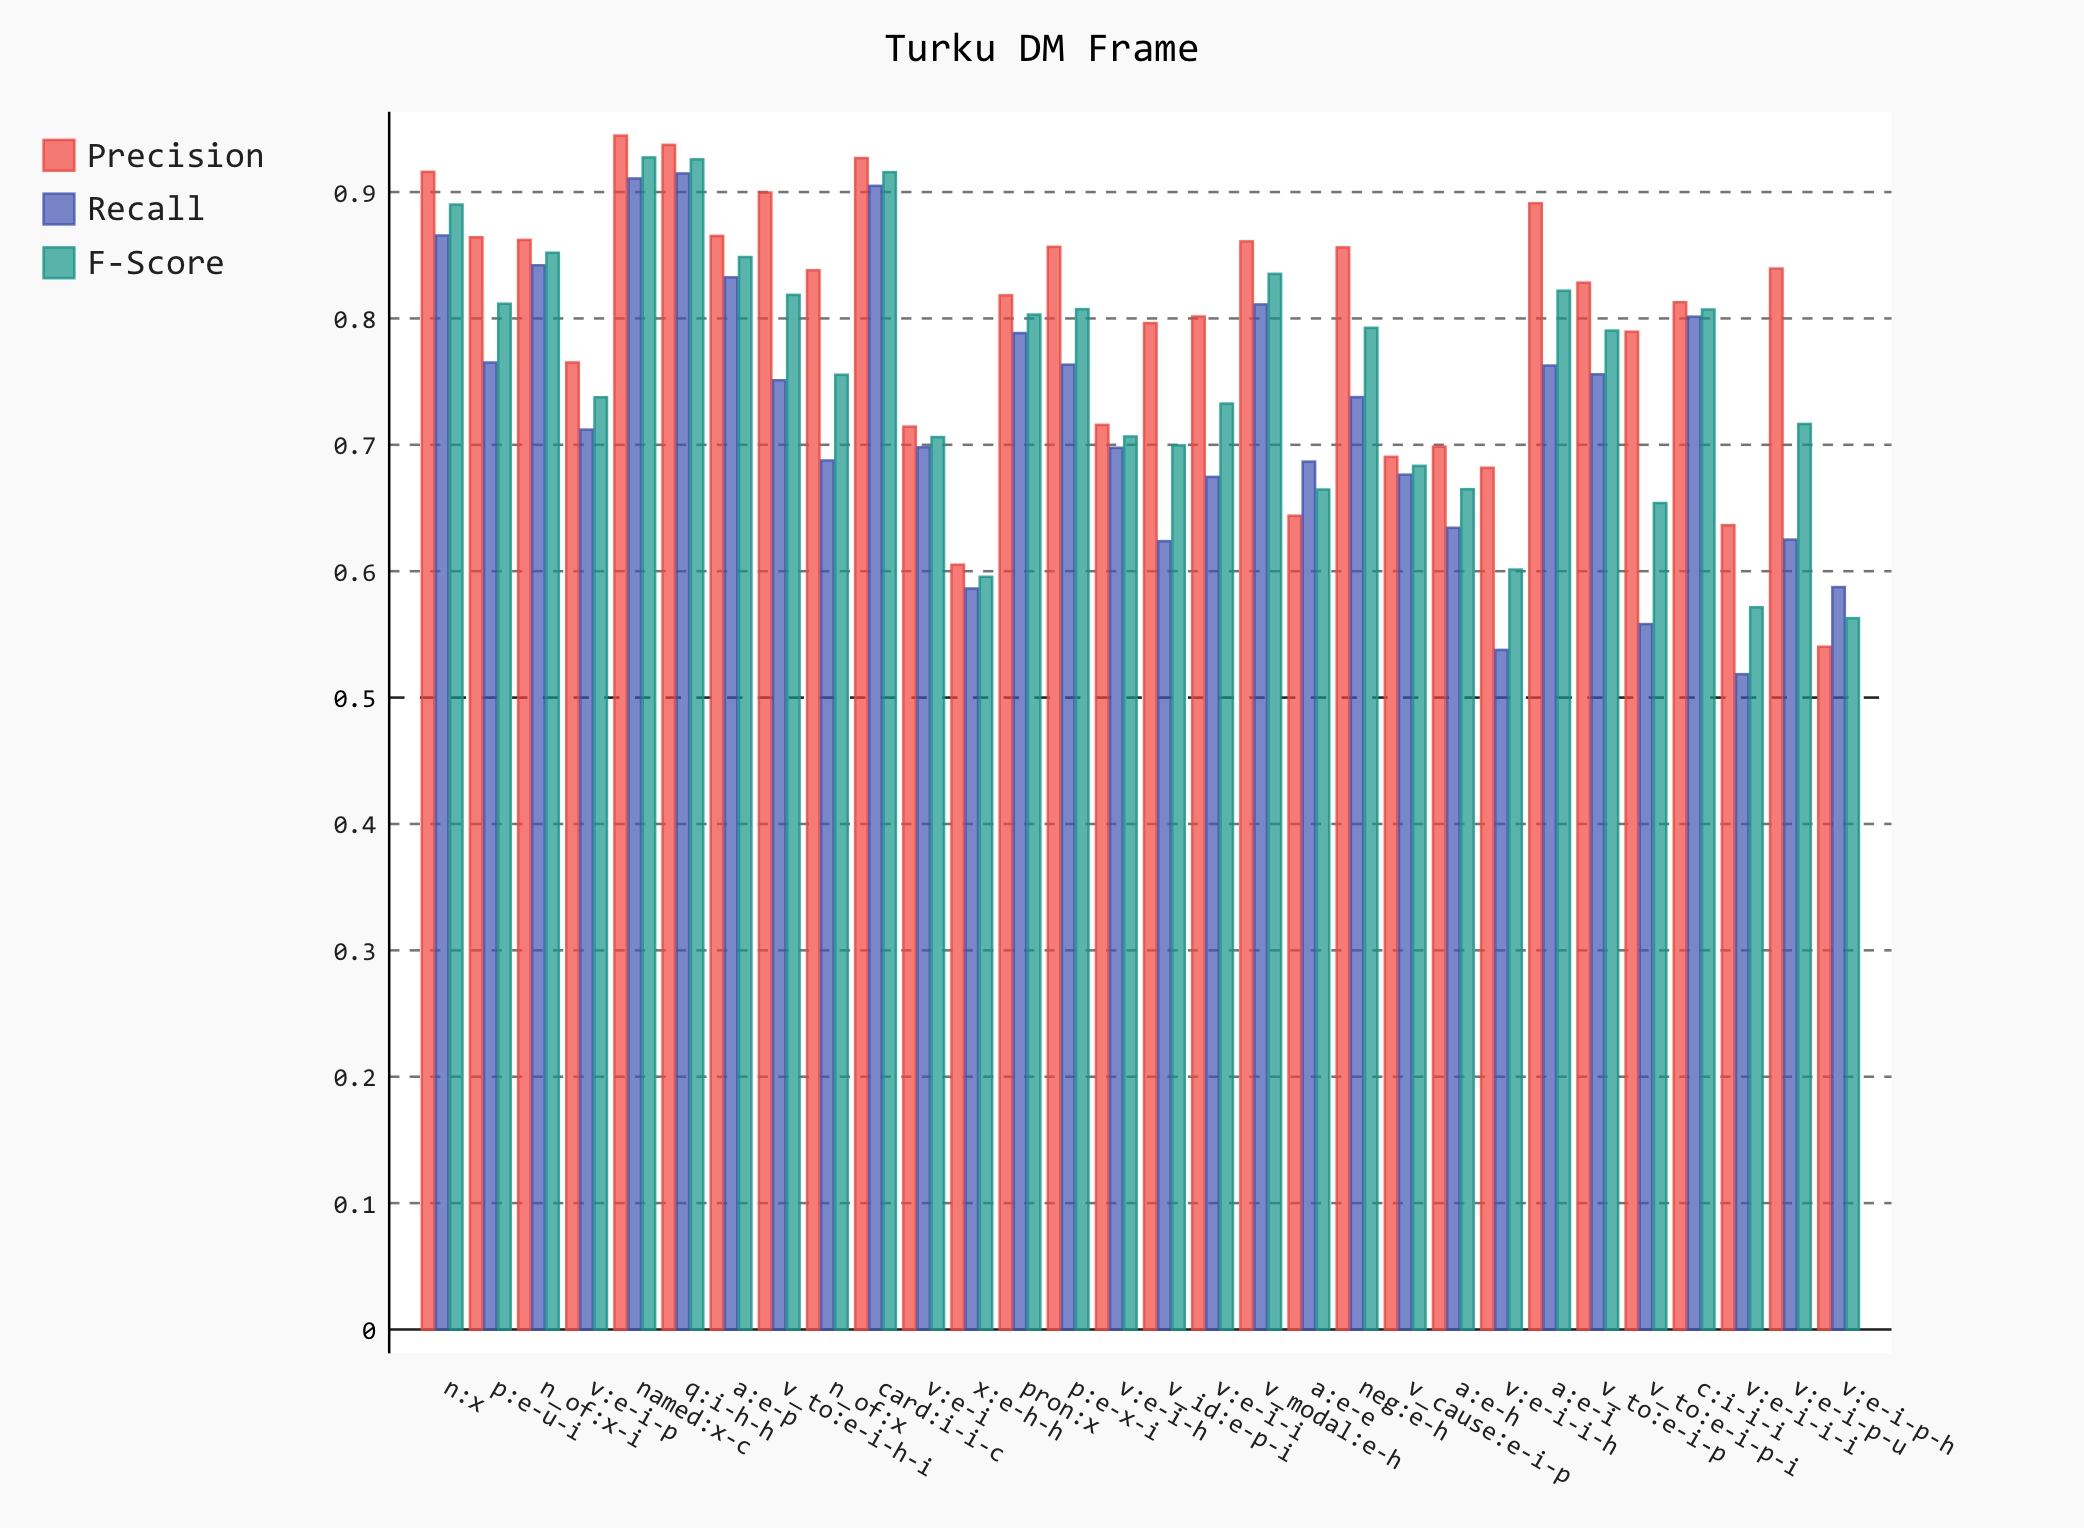 Turku DM Frame
Precision
Recall
F-Score
0.9
0.8
0.7
0.6
0.5
0.4
0.3
0.2
0.1
0
n:x
p:e-u-i
n_of:x-i
v:e-i-p
named:x-c
q:i-h-h
a:e-p
v_to:e-i-h-i
n_of:x
card:i-i-c
v:e-i
x:e-h-h
pron:x
p:e-x-i
v:e-i-h
v_id:e-p-i
v:e-i-i
v_modal:e-h
a:e-e
neg:e-h
v_cause:e-i-p
a:e-h
v:e-i-i-h
a:e-i
v_to:e-i-p
v_to:e-i-p-i
c:i-i-i
v:e-i-i-i
v:e-i-p-u
v:e-i-p-h